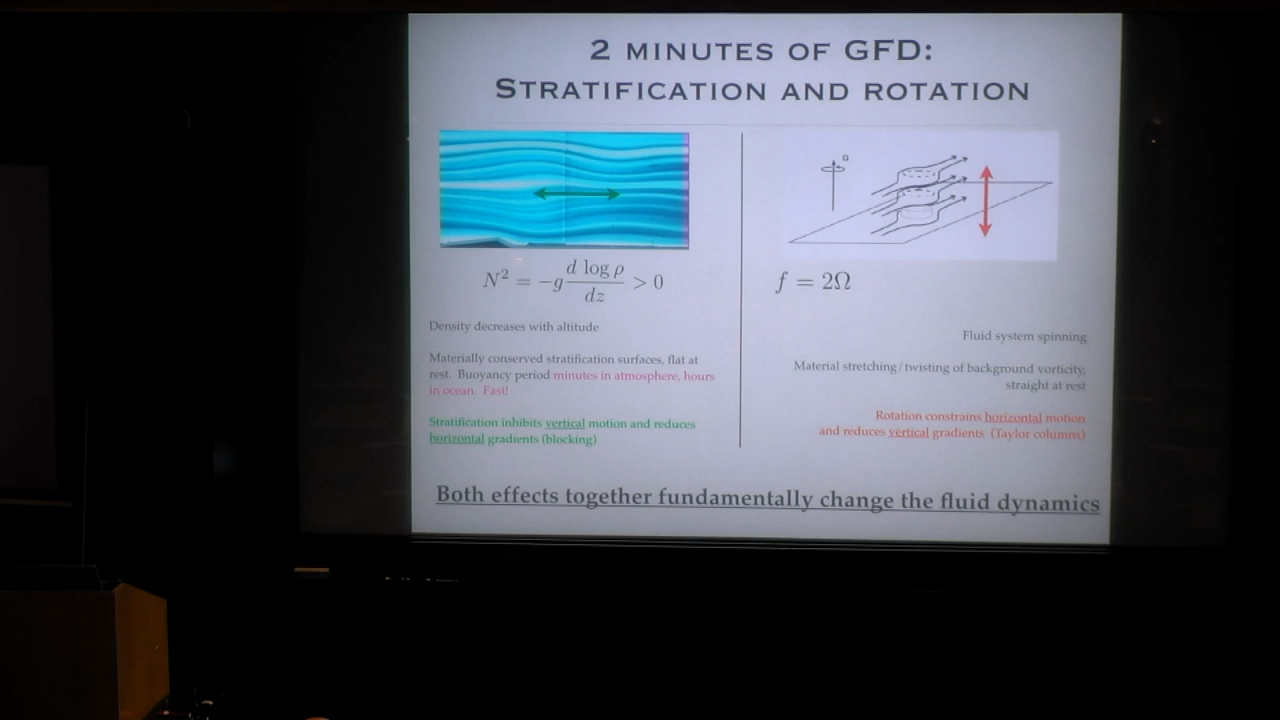 2 MINUTES OF GFD:
STRATIFICATION AND ROTATION
N² = -g d log ρ / dz > 0
Density decreases with altitude
Materially conserved stratification surfaces, flat at
rest. Buoyancy period minutes in atmosphere, hours
in ocean. Fast!
Stratification inhibits vertical motion and reduces
horizontal gradients (blocking)
Ω
f = 2Ω
Fluid system spinning
Material stretching/twisting of background vorticity,
straight at rest
Rotation constrains horizontal motion
and reduces vertical gradients (Taylor columns)
Both effects together fundamentally change the fluid dynamics